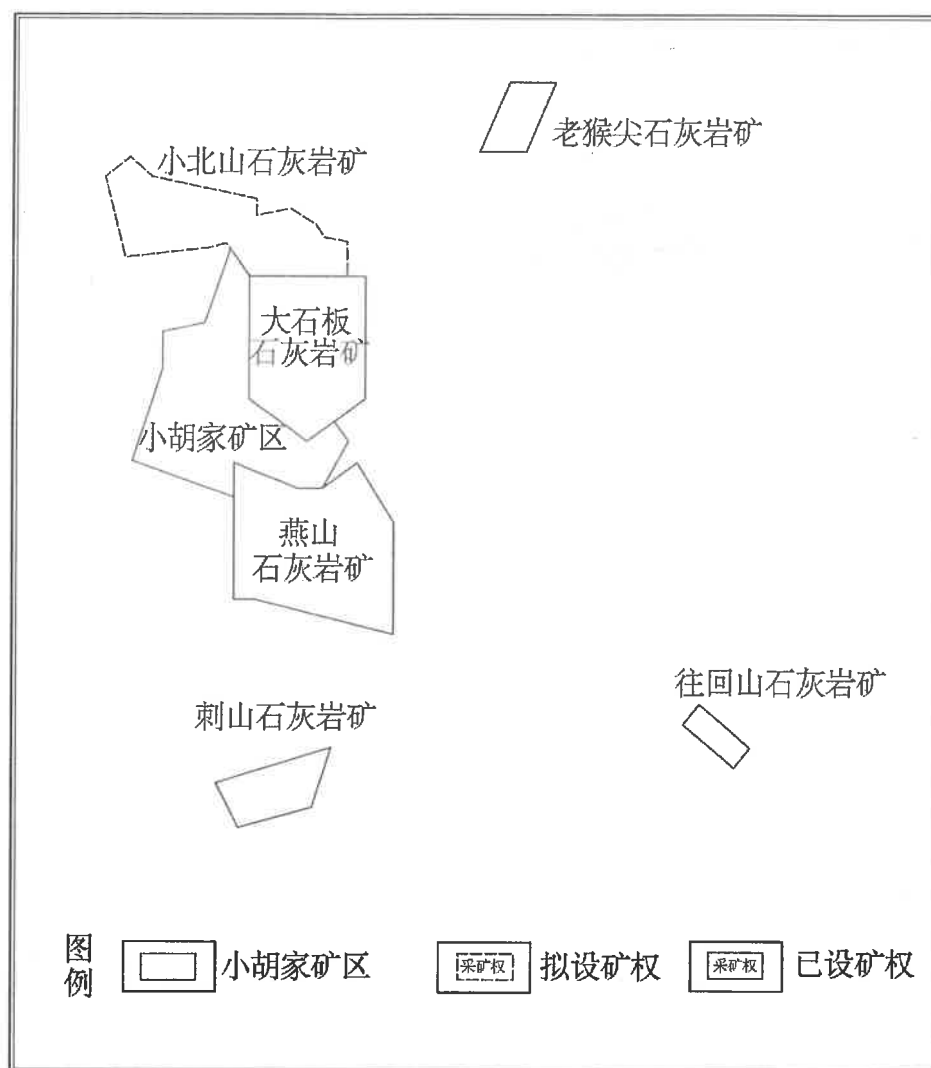 老猴尖石灰岩矿
小北山石灰岩矿
大石板
石灰岩矿
小胡家矿区
燕山
石灰岩矿
往回山石灰岩矿
刺山石灰岩矿
图例
小胡家矿区
采矿权
拟设矿权
采矿权
已设矿权